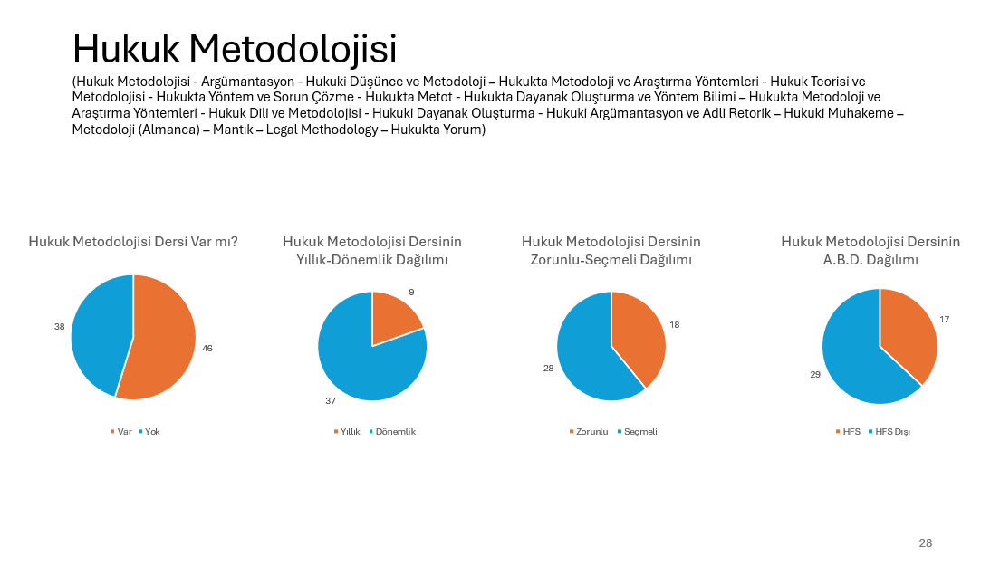 Hukuk Metodolojisi
(Hukuk Metodolojisi - Argümantasyon - Hukuki Düşünce ve Metodoloji – Hukukta Metodoloji ve Araştırma Yöntemleri - Hukuk Teorisi ve
Metodolojisi - Hukukta Yöntem ve Sorun Çözme - Hukukta Metot - Hukukta Dayanak Oluşturma ve Yöntem Bilimi – Hukukta Metodoloji ve
Araştırma Yöntemleri - Hukuk Dili ve Metodolojisi - Hukuki Dayanak Oluşturma - Hukuki Argümantasyon ve Adli Retorik – Hukuki Muhakeme –
Metodoloji (Almanca) – Mantık – Legal Methodology – Hukukta Yorum)
Hukuk Metodolojisi Dersi Var mı?
38
46
Var Yok
Hukuk Metodolojisi Dersinin
Yıllık-Dönemlik Dağılımı
9
37
Yıllık Dönemlik
Hukuk Metodolojisi Dersinin
Zorunlu-Seçmeli Dağılımı
18
28
Zorunlu Seçmeli
Hukuk Metodolojisi Dersinin
A.B.D. Dağılımı
17
29
HFS HFS Dışı
28